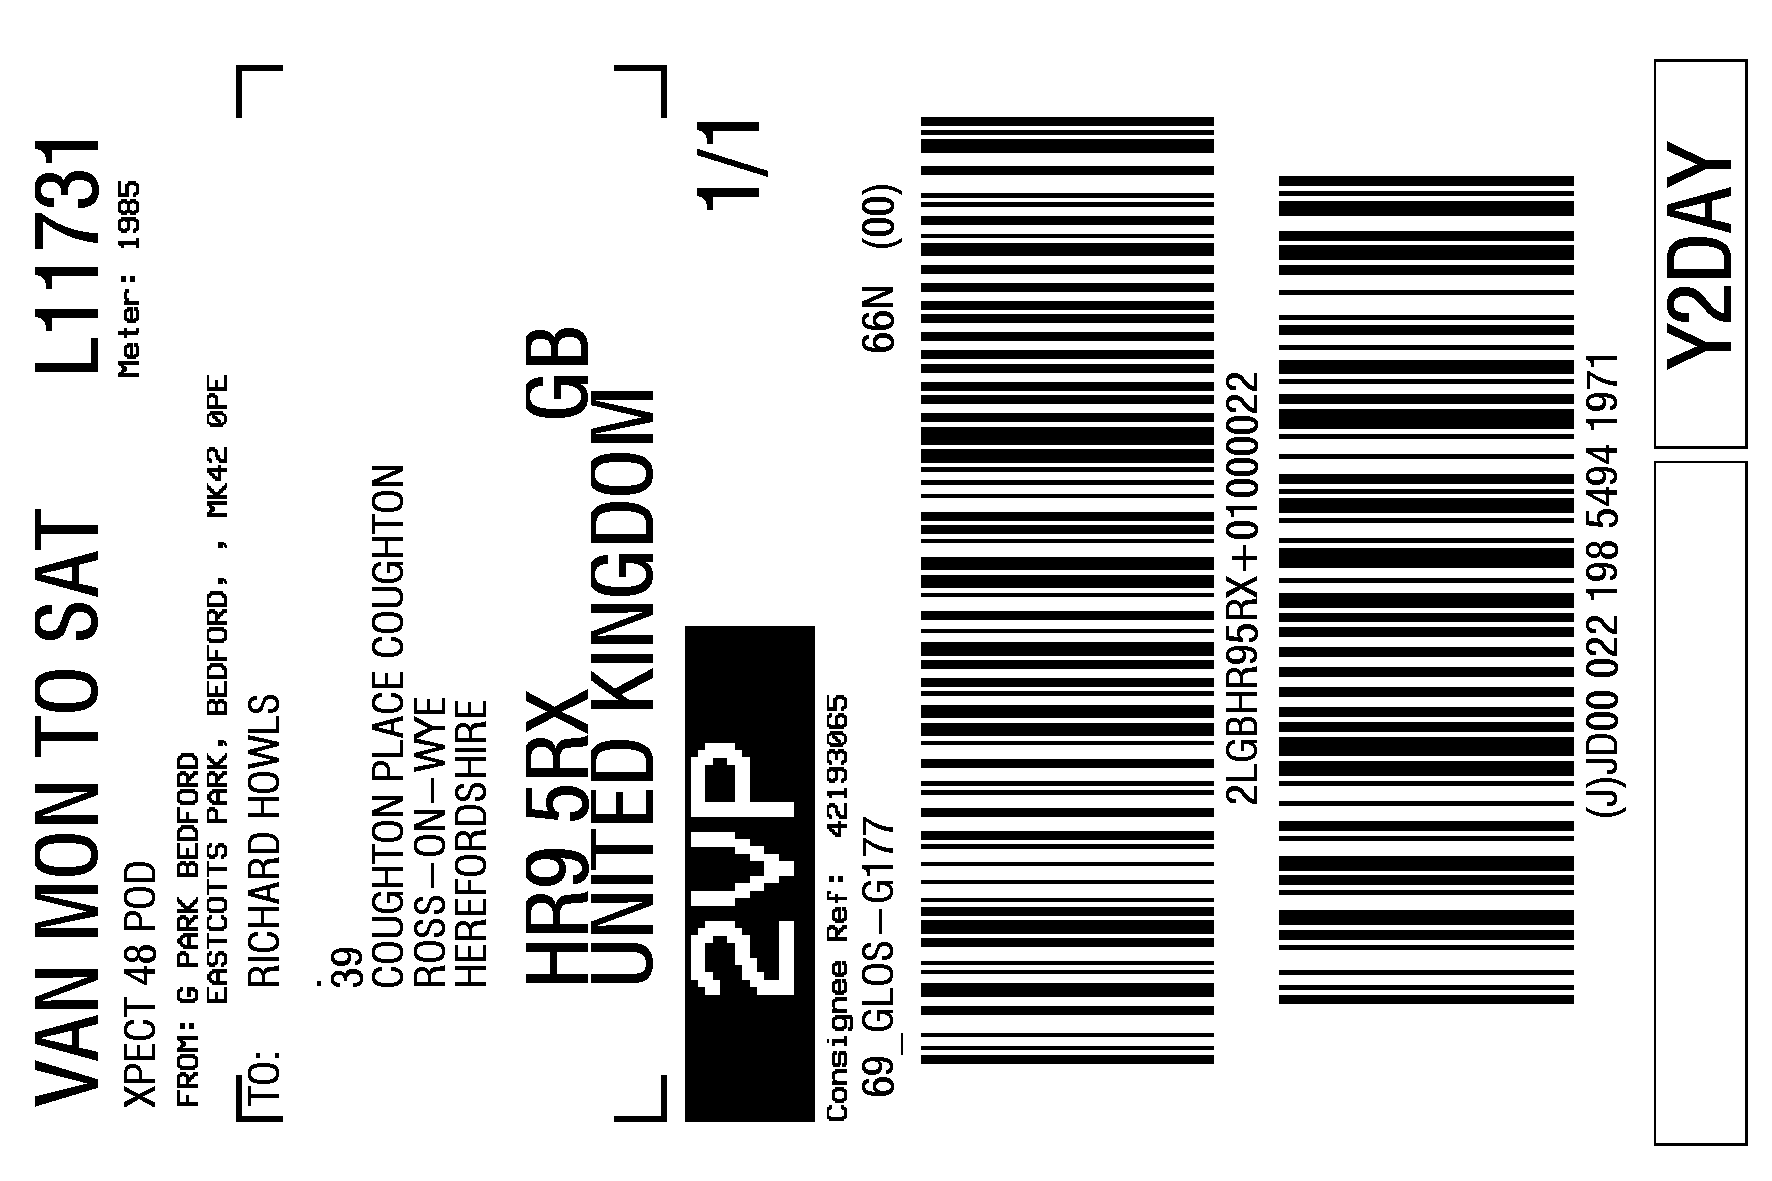 VAN MON TO SAT L11731
XPECT 48 POD Meter: 1985
FROM: G PARK BEDFORD
EASTCOTTS PARK, BEDFORD, , MK42 0PE
TO: RICHARD HOWLS
.
39
COUGHTON PLACE COUGHTON
ROSS-ON-WYE
HEREFORDSHIRE
HR9 5RX GB
UNITED KINGDOM
2VP 1/1
Consignee Ref: 42193065
69_GLOS-G177 66N (00)
2LGBHR95RX+01000022
(J)JD00 022 198 5494 1971
Y2DAY